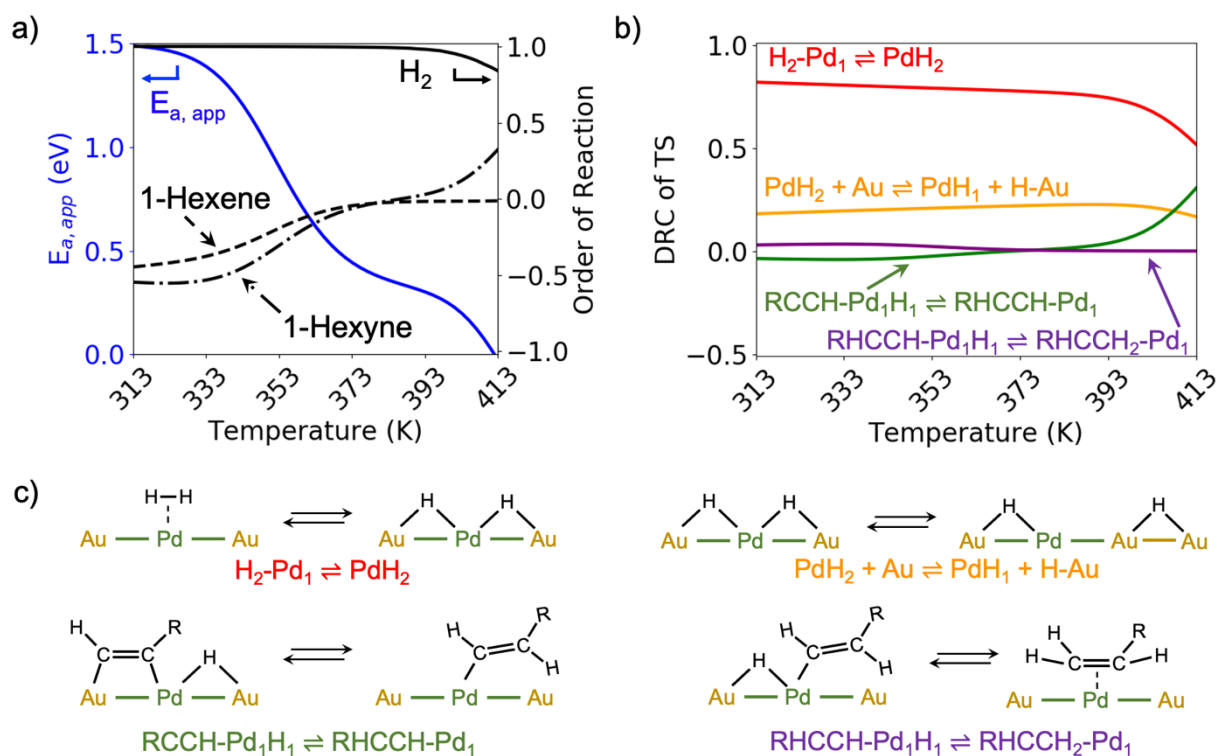 a)
1.5
1.0
0.5
0.0
E_{a, app} (eV)
E_{a, app}
H₂
1-Hexene
1-Hexyne
1.0
0.5
0.0
−0.5
−1.0
Order of Reaction
313 333 353 373 393 413
Temperature (K)
b)
1.0
0.5
0.0
−0.5
DRC of TS
H₂-Pd₁ ⇌ PdH₂
PdH₂ + Au ⇌ PdH₁ + H-Au
RCCH-Pd₁H₁ ⇌ RHCCH-Pd₁
RHCCH-Pd₁H₁ ⇌ RHCCH₂-Pd₁
313 333 353 373 393 413
Temperature (K)
c)
H H
Au Pd Au
H H
Au Pd Au
H₂-Pd₁ ⇌ PdH₂
H H
Au Pd Au
H H
Au Pd Au Au
PdH₂ + Au ⇌ PdH₁ + H-Au
H R
C C H
Au Pd Au
H R
C C
H
Au Pd Au
RCCH-Pd₁H₁ ⇌ RHCCH-Pd₁
H R
H C C
H
Au Pd Au
H R
H C C H
Au Pd Au
RHCCH-Pd₁H₁ ⇌ RHCCH₂-Pd₁